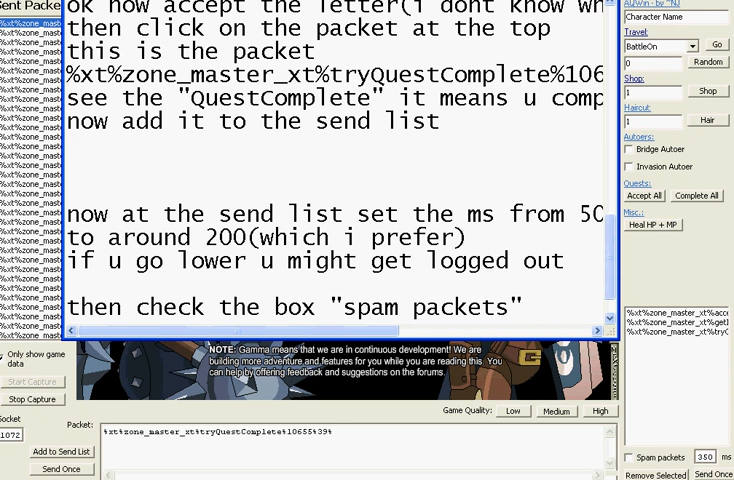 Sent Packe
%xt%zone_mast
ok now accept the letter(i dont know wh
then click on the packet at the top
this is the packet
%xt%zone_master_xt%tryQuestComplete%106
see the "QuestComplete" it means u comp
now add it to the send list
now at the send list set the ms from 50
to around 200(which i prefer)
if u go lower u might get logged out
then check the box "spam packets"
AQWin - by ~NJ
Character Name
Travel:
BattleOn
Go
0
Random
Shop:
1
Shop
Haircut:
1
Hair
Autoers:
Bridge Autoer
Invasion Autoer
Quests:
Accept All
Complete All
Misc.:
Heal HP + MP
%xt%zone_master_xt%acc
%xt%zone_master_xt%getI
%xt%zone_master_xt%tryC
Only show game
data
Start Capture
Stop Capture
NOTE: Gamma means that we are in continuous development! We are
building more adventure and features for you while you are reading this. You
can help by offering feedback and suggestions on the forums.
Game Quality:
Low
Medium
High
Socket
1072
Packet:
%xt%zone_master_xt%tryQuestComplete%10655%39%
Add to Send List
Send Once
Spam packets
350
ms
Remove Selected
Send Once